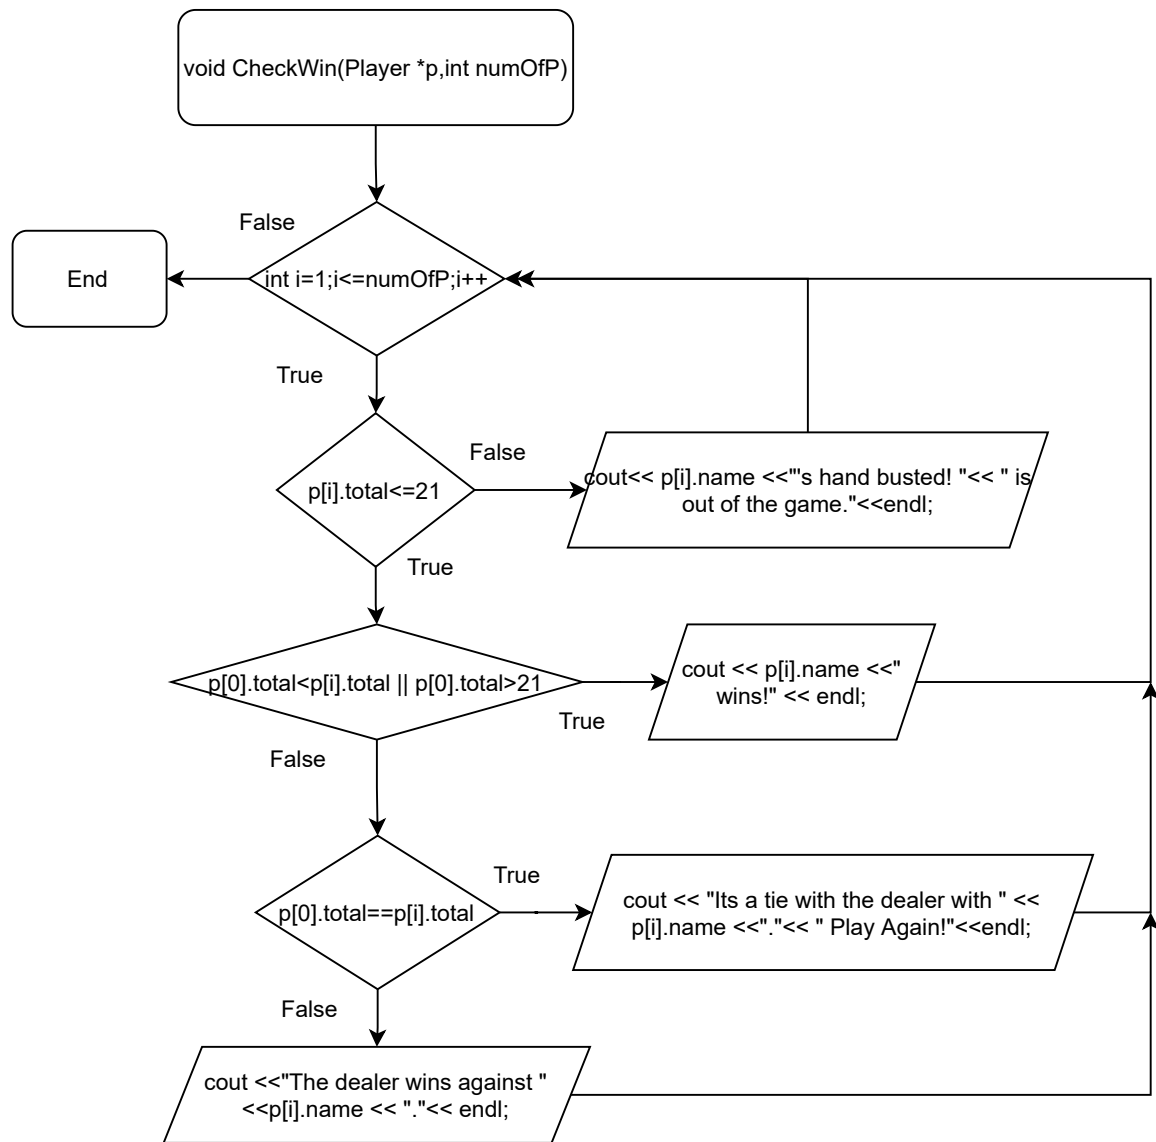 void CheckWin(Player *p,int numOfP)
False
End
int i=1;i<=numOfP;i++
True
False
p[i].total<=21
cout<< p[i].name <<"'s hand busted! "<< " is
out of the game."<<endl;
True
p[0].total<p[i].total || p[0].total>21
cout << p[i].name <<"
wins!" << endl;
True
False
True
p[0].total==p[i].total
cout << "Its a tie with the dealer with " <<
p[i].name <<"."<< " Play Again!"<<endl;
False
cout <<"The dealer wins against "
<<p[i].name << "."<< endl;